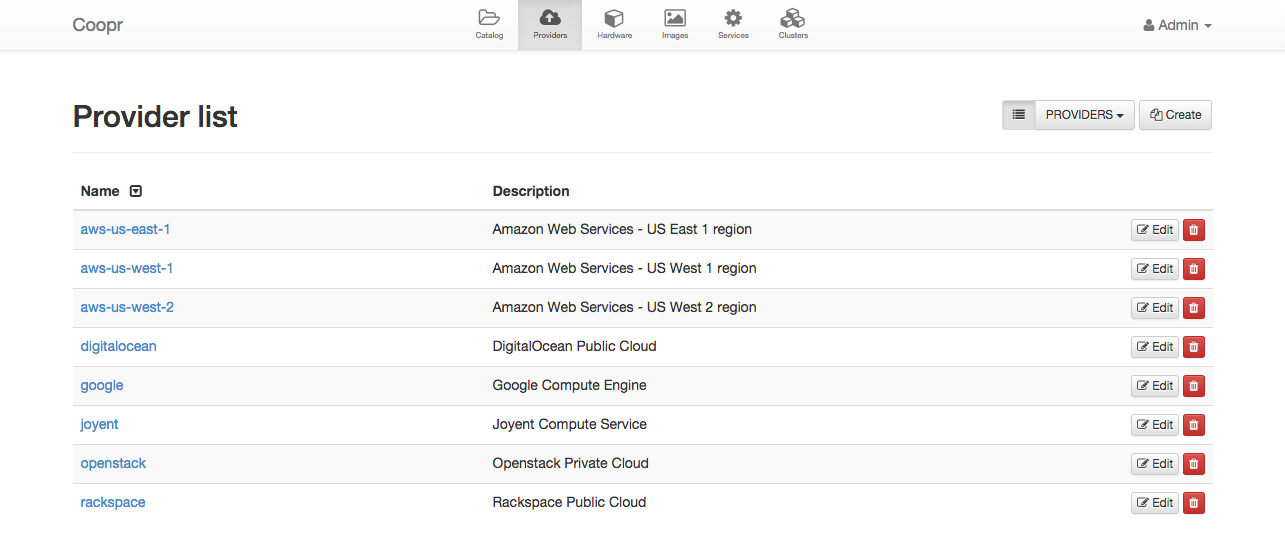 Coopr
Catalog
Providers
Hardware
Images
Services
Clusters
Admin
Provider list
PROVIDERS
Create
Name
Description
aws-us-east-1 Amazon Web Services - US East 1 region Edit
aws-us-west-1 Amazon Web Services - US West 1 region Edit
aws-us-west-2 Amazon Web Services - US West 2 region Edit
digitalocean DigitalOcean Public Cloud Edit
google Google Compute Engine Edit
joyent Joyent Compute Service Edit
openstack Openstack Private Cloud Edit
rackspace Rackspace Public Cloud Edit